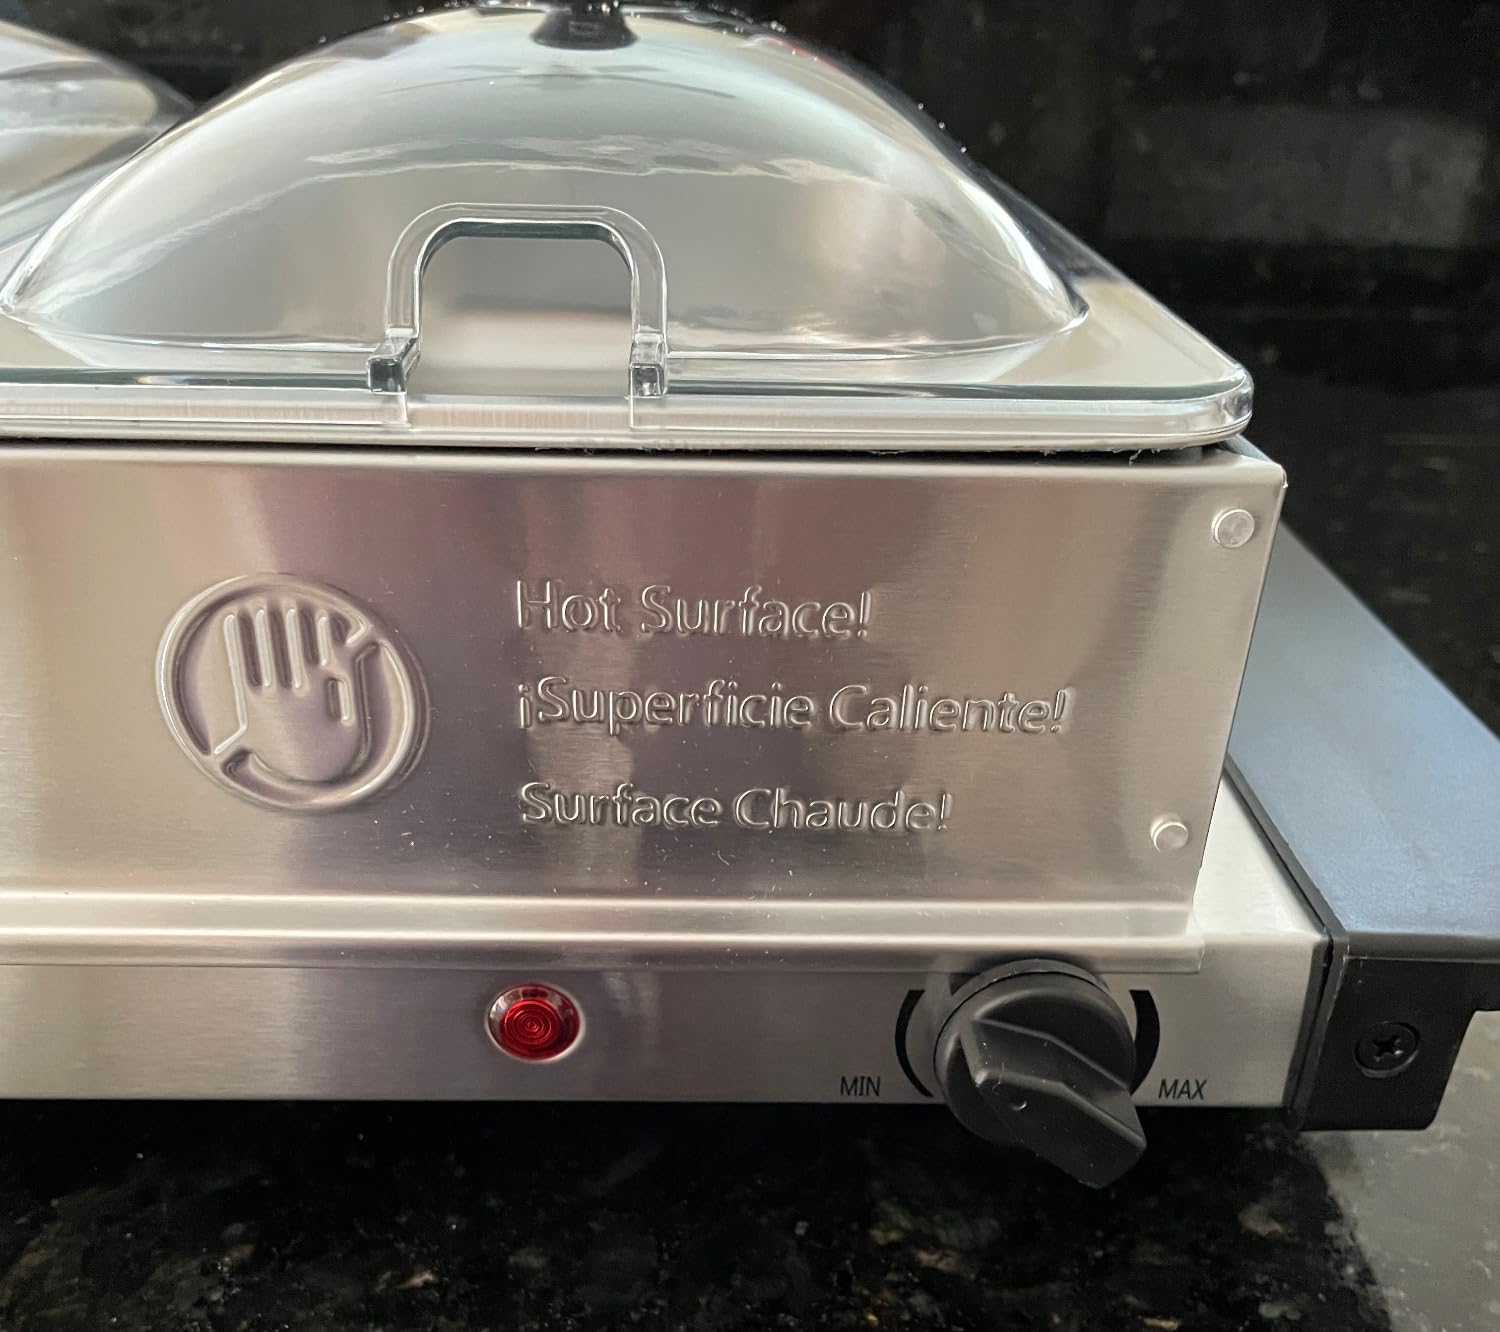 Hot Surface!
¡Superficie Caliente!
Surface Chaude!
MIN MAX